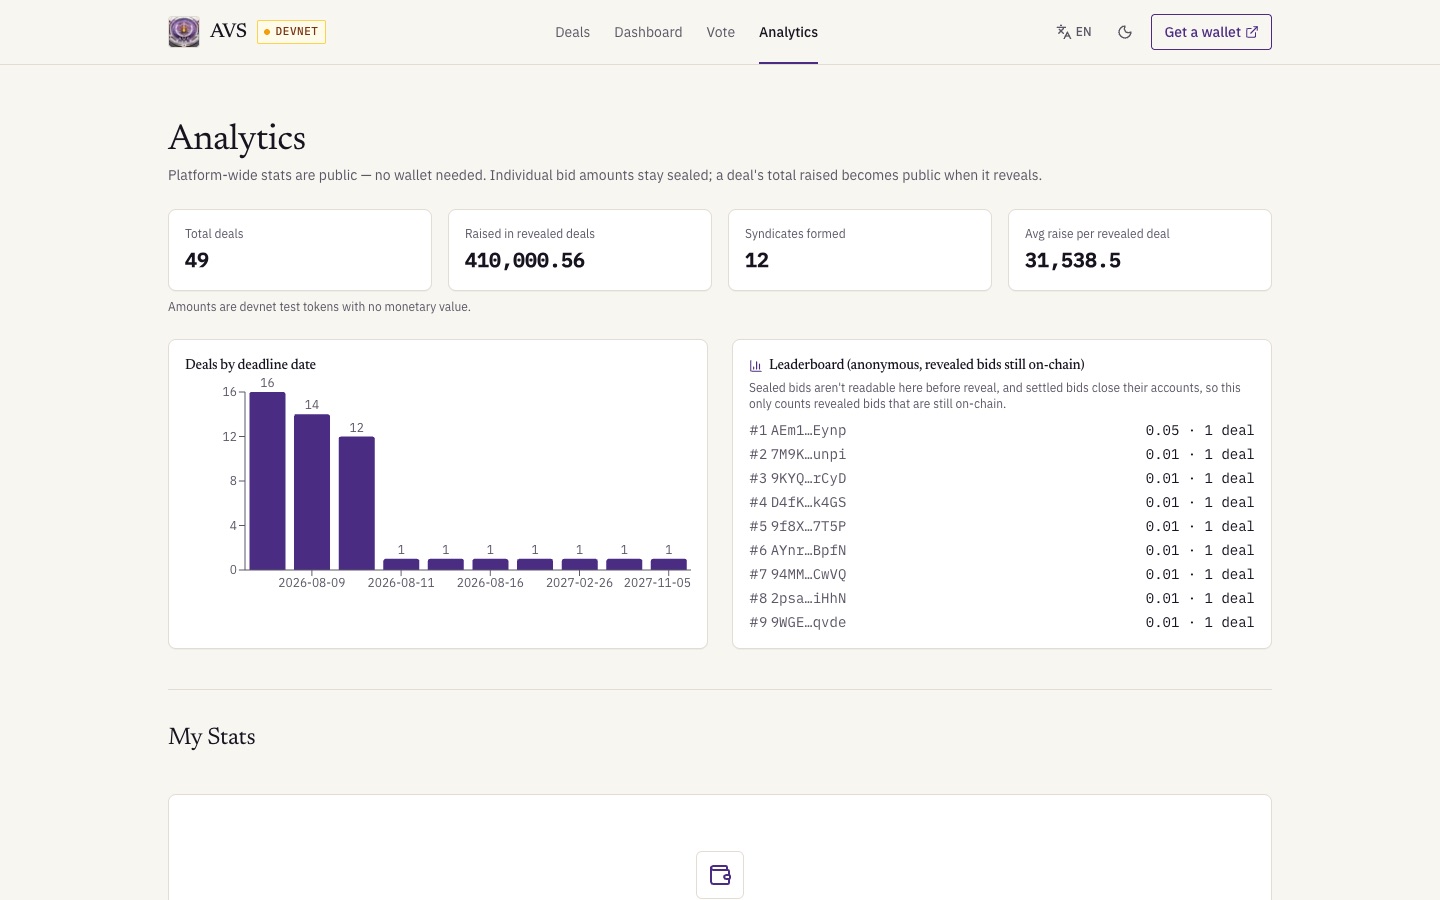 AVS
DEVNET
Deals
Dashboard
Vote
Analytics
EN
Get a wallet
Analytics
Platform-wide stats are public — no wallet needed. Individual bid amounts stay sealed; a deal's total raised becomes public when it reveals.
Total deals
49
Raised in revealed deals
410,000.56
Syndicates formed
12
Avg raise per revealed deal
31,538.5
Amounts are devnet test tokens with no monetary value.
Deals by deadline date
16
14
12
1
1
1
1
1
1
1
16
12
8
4
0
2026-08-09
2026-08-11
2026-08-16
2027-02-26
2027-11-05
Leaderboard (anonymous, revealed bids still on-chain)
Sealed bids aren't readable here before reveal, and settled bids close their accounts, so this
only counts revealed bids that are still on-chain.
#1 AEm1…Eynp 0.05 · 1 deal
#2 7M9K…unpi 0.01 · 1 deal
#3 9KYQ…rCyD 0.01 · 1 deal
#4 D4fK…k4GS 0.01 · 1 deal
#5 9f8X…7T5P 0.01 · 1 deal
#6 AYnr…BpfN 0.01 · 1 deal
#7 94MM…CwVQ 0.01 · 1 deal
#8 2psa…iHhN 0.01 · 1 deal
#9 9WGE…qvde 0.01 · 1 deal
My Stats